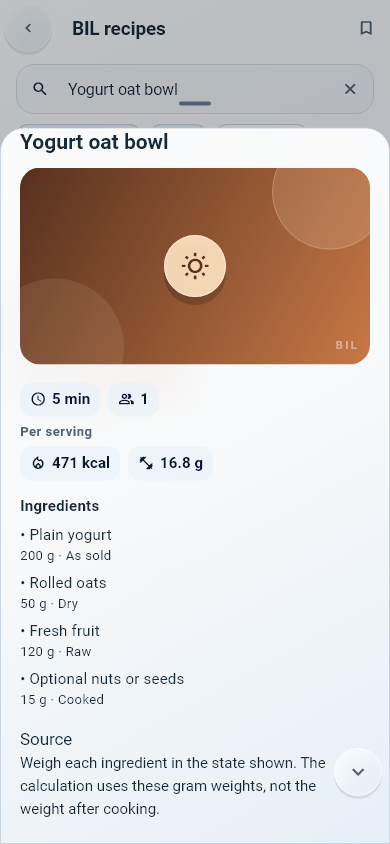 BIL recipes
Yogurt oat bowl
Yogurt oat bowl
BIL
5 min
1
Per serving
471 kcal
16.8 g
Ingredients
• Plain yogurt
200 g · As sold
• Rolled oats
50 g · Dry
• Fresh fruit
120 g · Raw
• Optional nuts or seeds
15 g · Cooked
Source
Weigh each ingredient in the state shown. The
calculation uses these gram weights, not the
weight after cooking.